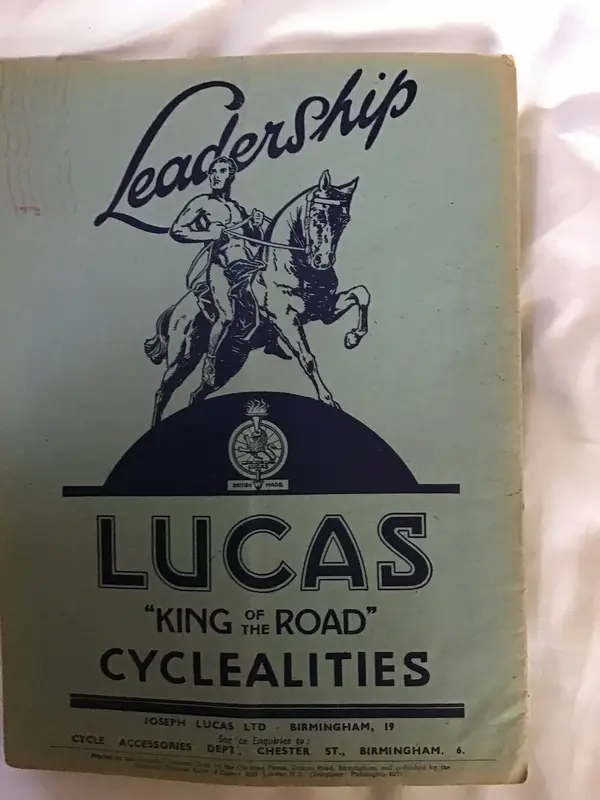 Leadership
LUCAS
BRITISH MADE
LUCAS
"KING OF THE ROAD"
CYCLEALITIES
JOSEPH LUCAS LTD · BIRMINGHAM, 19
Enquiries to:
CYCLE ACCESSORIES DEPT., CHESTER ST., BIRMINGHAM. 6.